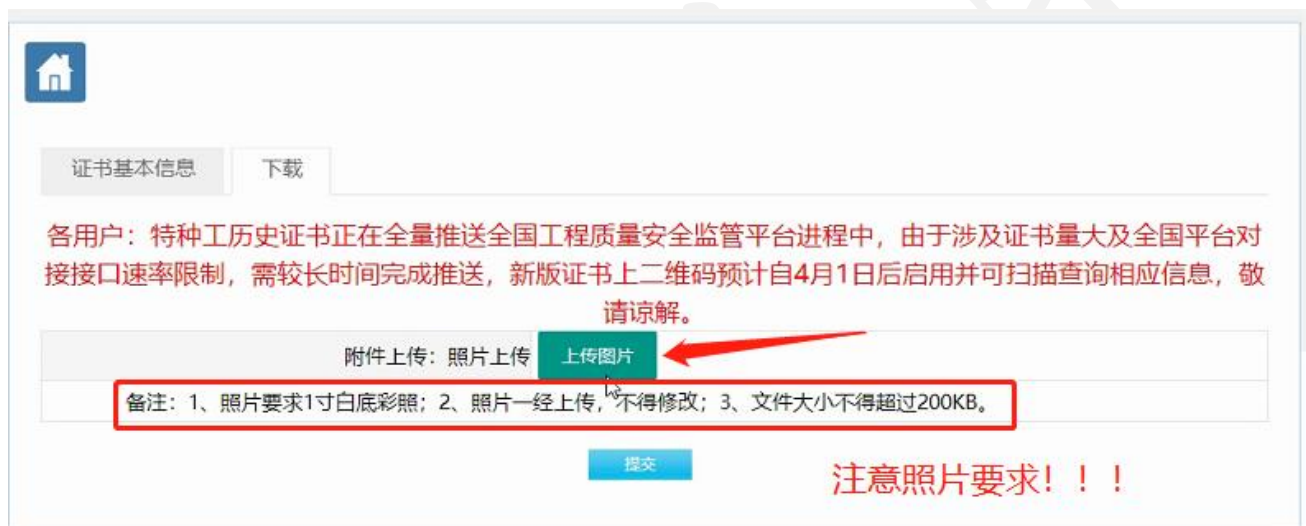 证书基本信息 下载
各用户：特种工历史证书正在全量推送全国工程质量安全监管平台进程中，由于涉及证书量大及全国平台对
接接口速率限制，需较长时间完成推送，新版证书上二维码预计自4月1日后启用并可扫描查询相应信息，敬
请谅解。
附件上传：照片上传 上传图片
备注：1、照片要求1寸白底彩照；2、照片一经上传，不得修改；3、文件大小不得超过200KB。
提交
注意照片要求！！！